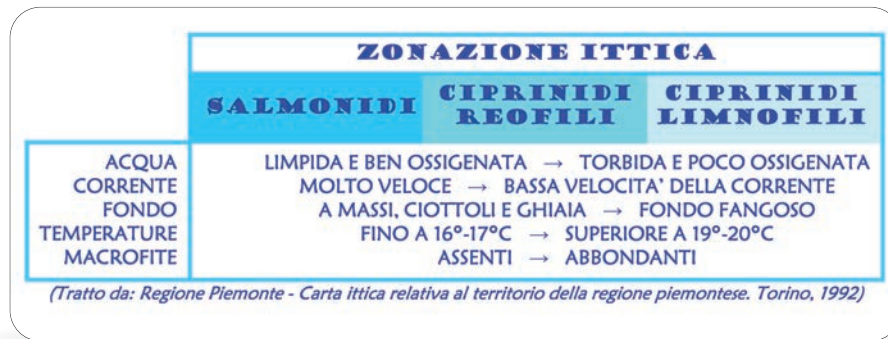 ZONAZIONE ITTICA
SALMONIDI
CIPRINIDI
REOFILI
CIPRINIDI
LIMNOFILI
ACQUA LIMPIDA E BEN OSSIGENATA → TORBIDA E POCO OSSIGENATA
CORRENTE MOLTO VELOCE → BASSA VELOCITA' DELLA CORRENTE
FONDO A MASSI, CIOTTOLI E GHIAIA → FONDO FANGOSO
TEMPERATURE FINO A 16°-17°C → SUPERIORE A 19°-20°C
MACROFITE ASSENTI → ABBONDANTI
(Tratto da: Regione Piemonte - Carta ittica relativa al territorio della regione piemontese. Torino, 1992)